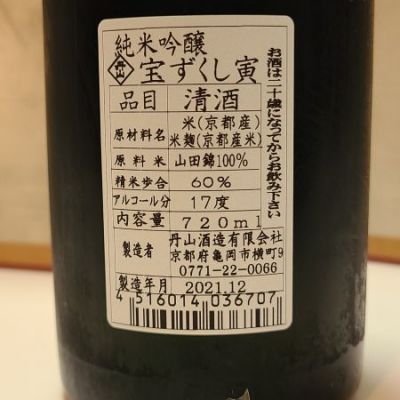 純米吟醸
丹山 宝ずくし寅
品目 清酒
原材料名 米(京都産)
米麹(京都産米)
原料米 山田錦100%
精米歩合 60%
アルコール分 17度
内容量 720ml
製造者 丹山酒造有限会社
京都府亀岡市横町9
0771-22-0066
製造年月 2021.12
4 516014 036707
お酒は二十歳になってからお飲み下さい